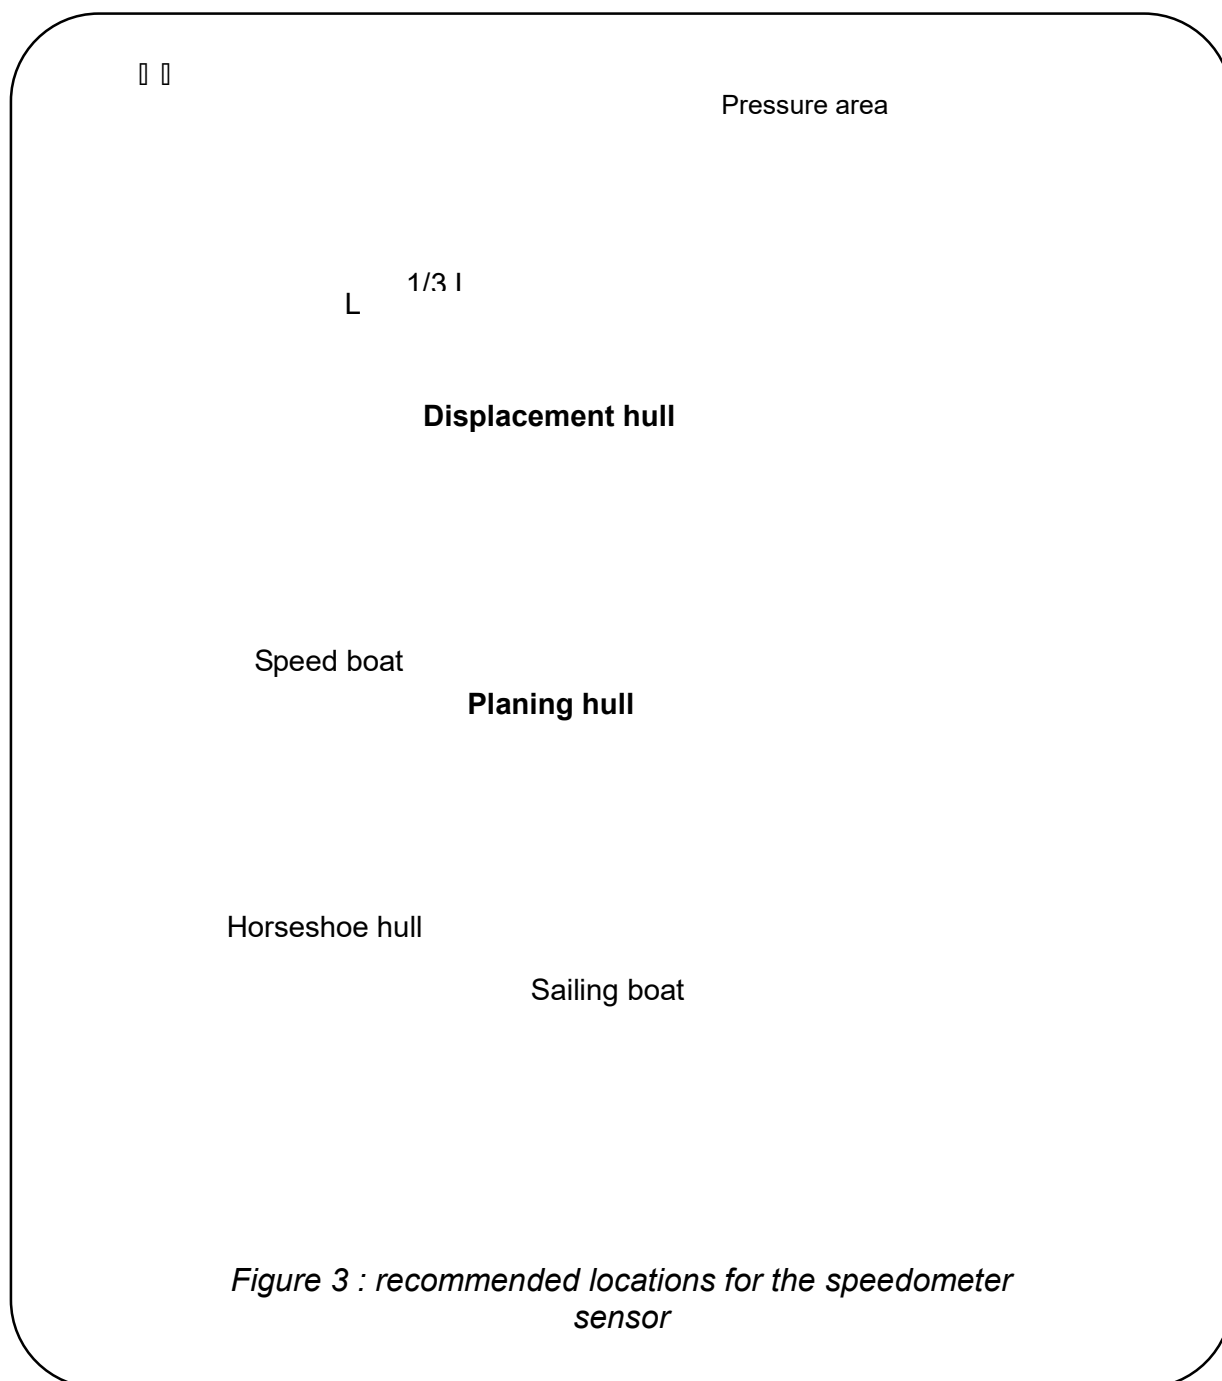 Pressure area
1/3 L
L
Displacement hull
Speed boat
Planing hull
Horseshoe hull
Sailing boat
Figure 3 : recommended locations for the speedometer
sensor